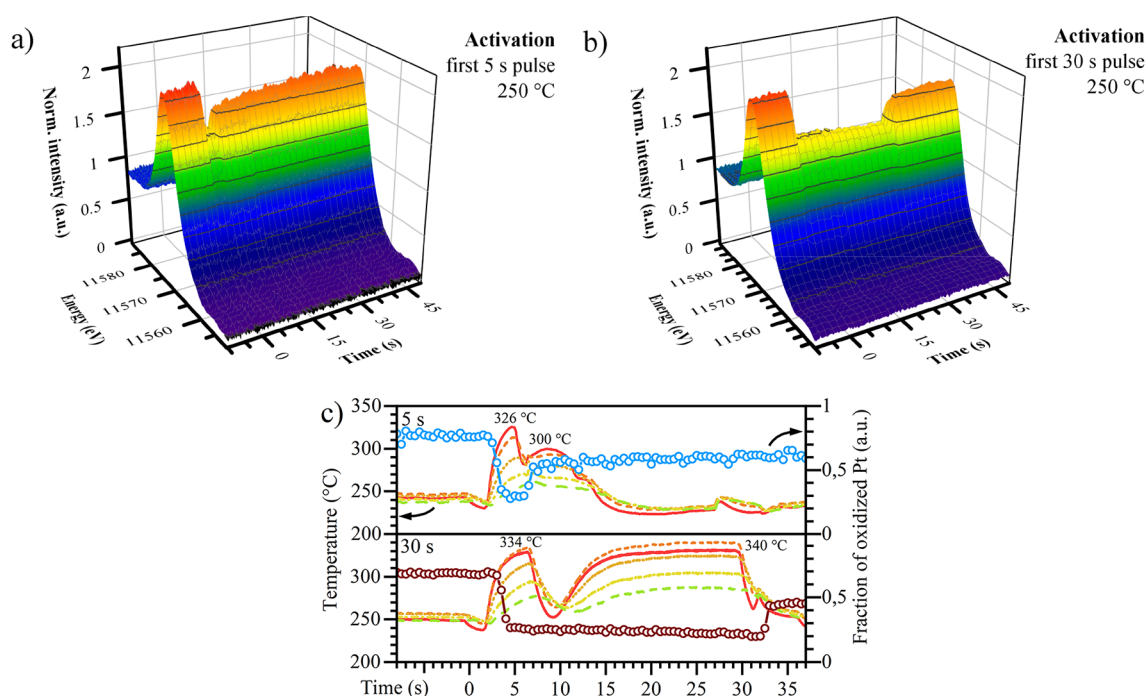 a)
Activation
first 5 s pulse
250 °C
2
1.5
1
0.5
0
Norm. intensity (a.u.)
11580
11570
11560
Energy (eV)
0
15
30
45
Time (s)
b)
Activation
first 30 s pulse
250 °C
2
1.5
1
0.5
0
Norm. intensity (a.u.)
11580
11570
11560
Energy (eV)
0
15
30
45
Time (s)
c)
350
300
250
200
300
250
200
Temperature (°C)
5 s
326 °C
300 °C
30 s
334 °C
340 °C
1
0,5
0
0,5
0
Fraction of oxidized Pt (a.u.)
Time (s)
0
5
10
15
20
25
30
35